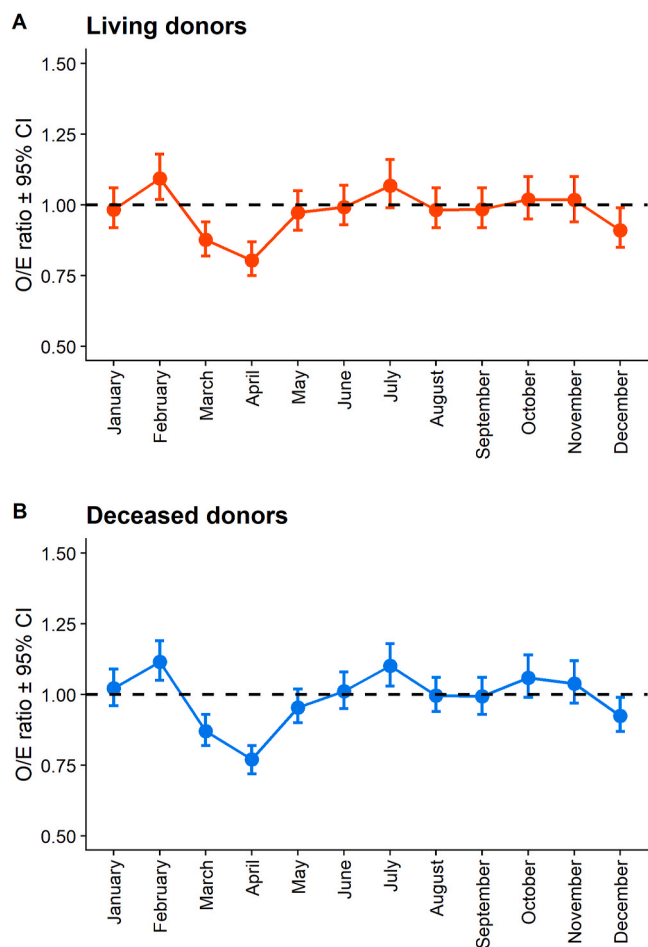 A
Living donors
O/E ratio ± 95% CI
1.50
1.25
1.00
0.75
0.50
January
February
March
April
May
June
July
August
September
October
November
December
B
Deceased donors
O/E ratio ± 95% CI
1.50
1.25
1.00
0.75
0.50
January
February
March
April
May
June
July
August
September
October
November
December